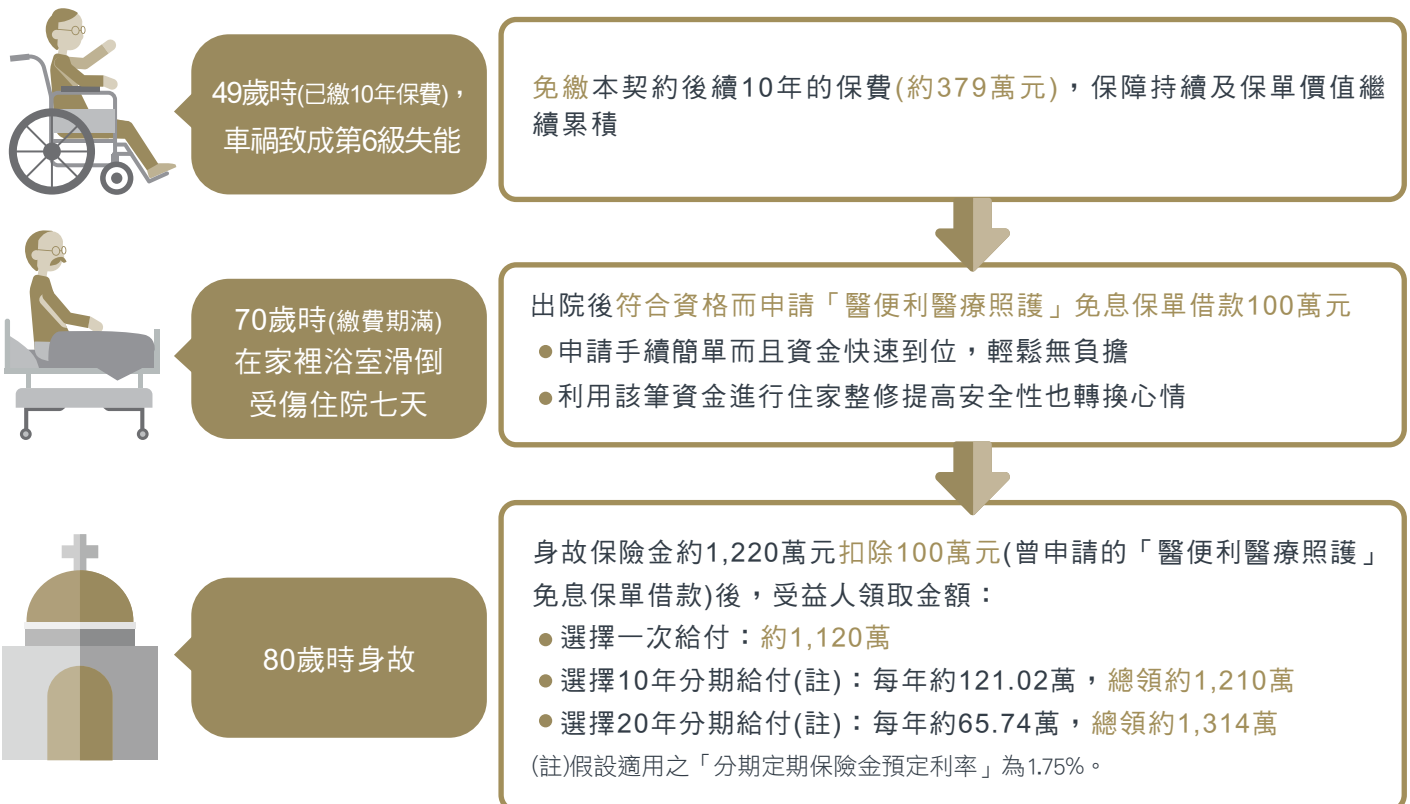 49歲時(已繳10年保費)，
車禍致成第6級失能
免繳本契約後續10年的保費(約379萬元)，保障持續及保單價值繼
續累積
70歲時(繳費期滿)
在家裡浴室滑倒
受傷住院七天
出院後符合資格而申請「醫便利醫療照護」免息保單借款100萬元
●申請手續簡單而且資金快速到位，輕鬆無負擔
●利用該筆資金進行住家整修提高安全性也轉換心情
80歲時身故
身故保險金約1,220萬元扣除100萬元(曾申請的「醫便利醫療照護」
免息保單借款)後，受益人領取金額：
●選擇一次給付：約1,120萬
●選擇10年分期給付(註)：每年約121.02萬，總領約1,210萬
●選擇20年分期給付(註)：每年約65.74萬，總領約1,314萬
(註)假設適用之「分期定期保險金預定利率」為1.75%。